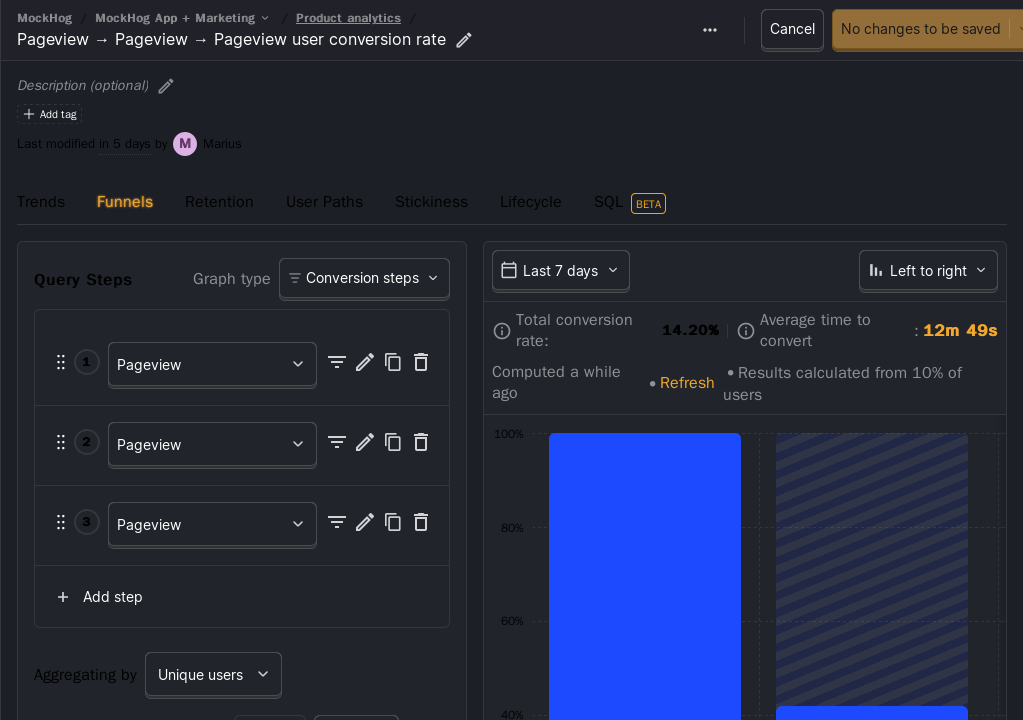 MockHog / MockHog App + Marketing / Product analytics /
Pageview → Pageview → Pageview user conversion rate
Cancel
No changes to be saved
Description (optional)
Add tag
Last modified in 5 days by M Marius
Trends Funnels Retention User Paths Stickiness Lifecycle SQL BETA
Query Steps
Graph type Conversion steps
1 Pageview
2 Pageview
3 Pageview
Add step
Aggregating by Unique users
Last 7 days
Left to right
Total conversion
rate: 14.20%
Average time to
convert : 12m 49s
Computed a while
ago
• Refresh
• Results calculated from 10% of
users
100%
80%
60%
40%